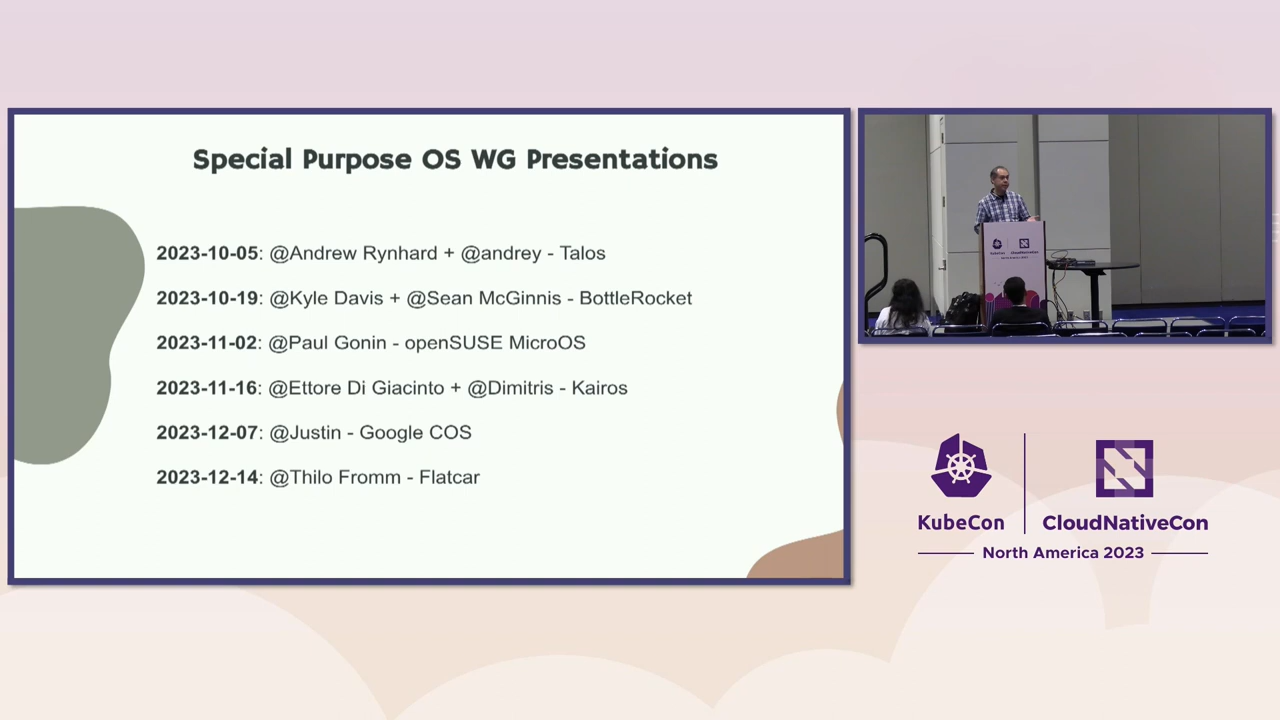 Special Purpose OS WG Presentations
2023-10-05: @Andrew Rynhard + @andrey - Talos
2023-10-19: @Kyle Davis + @Sean McGinnis - BottleRocket
2023-11-02: @Paul Gonin - openSUSE MicroOS
2023-11-16: @Ettore Di Giacinto + @Dimitris - Kairos
2023-12-07: @Justin - Google COS
2023-12-14: @Thilo Fromm - Flatcar
KubeCon
CloudNativeCon
North America 2023